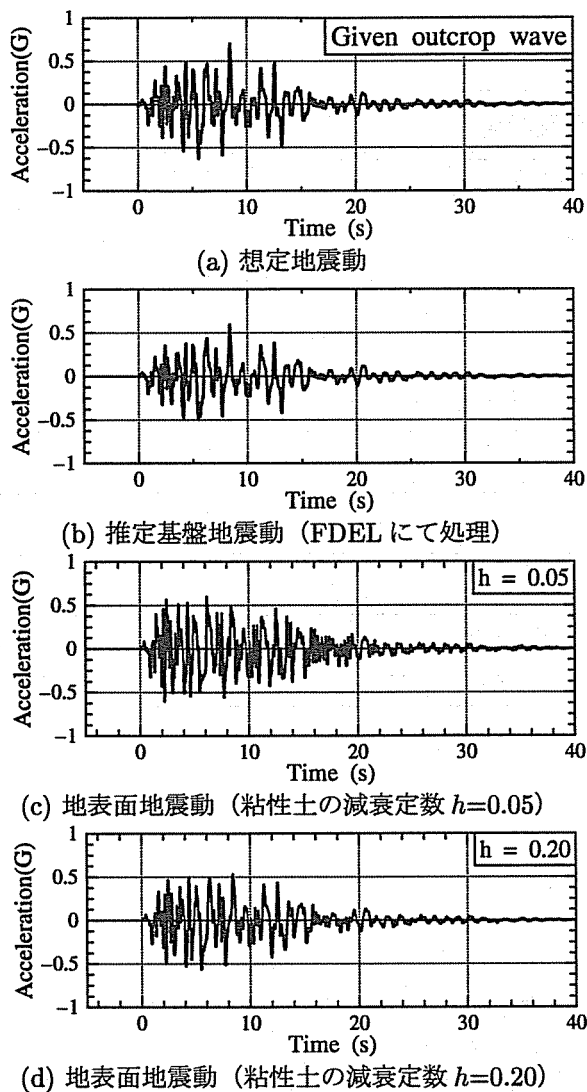 1
0.5
0
−0.5
−1
Acceleration(G)
Given outcrop wave
0 10 20 30 40
Time (s)
(a) 想定地震動
1
0.5
0
−0.5
−1
Acceleration(G)
0 10 20 30 40
Time (s)
(b) 推定基盤地震動（FDELにて処理）
1
0.5
0
−0.5
−1
Acceleration(G)
h = 0.05
0 10 20 30 40
Time (s)
(c) 地表面地震動（粘性土の減衰定数 h=0.05）
1
0.5
0
−0.5
−1
Acceleration(G)
h = 0.20
0 10 20 30 40
Time (s)
(d) 地表面地震動（粘性土の減衰定数 h=0.20）